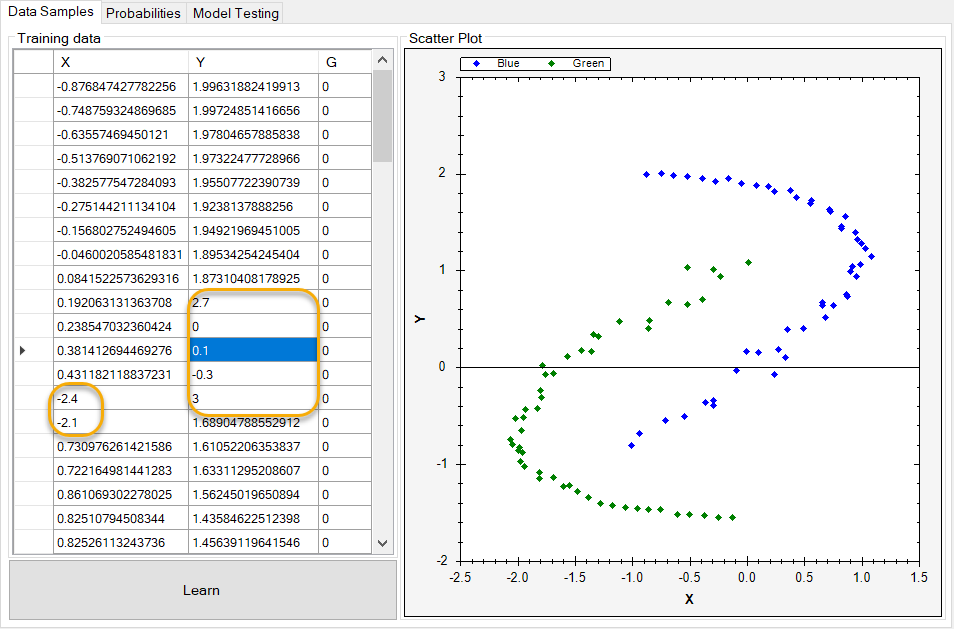 Data Samples Probabilities Model Testing
Training data
X Y G
-0.876847427782256 1.99631882419913 0
-0.748759324869685 1.99724851416656 0
-0.63557469450121 1.97804657885838 0
-0.513769071062192 1.97322477728966 0
-0.382577547284093 1.95507722390739 0
-0.275144211134104 1.9238137888256 0
-0.156802752494605 1.94921969451005 0
-0.0460020585481831 1.89534254245404 0
0.0841522573629316 1.87310408178925 0
0.192063131363708 2.7 0
0.238547032360424 0 0
0.381412694469276 0.1 0
0.431182118837231 -0.3 0
-2.4 3 0
-2.1 1.68904788552912 0
0.730976261421586 1.61052206353837 0
0.722164981441283 1.63311295208607 0
0.861069302278025 1.56245019650894 0
0.82510794508344 1.43584622512398 0
0.82526113243736 1.45639119641546 0
Learn
Scatter Plot
Blue Green
3
2
1
0
-1
-2
Y
-2.5 -2.0 -1.5 -1.0 -0.5 0.0 0.5 1.0 1.5
X